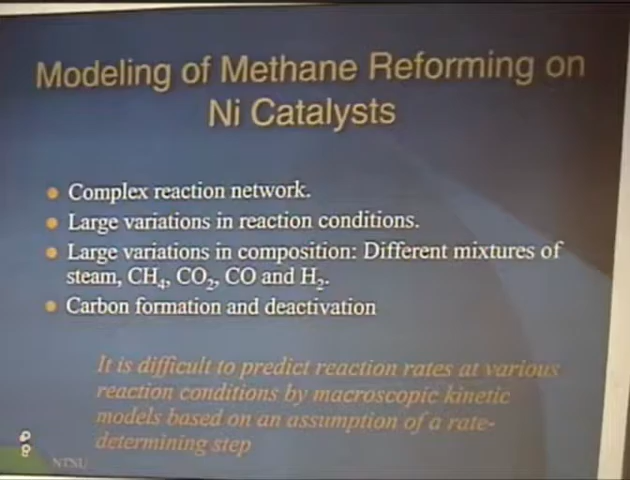 Modeling of Methane Reforming on
Ni Catalysts
Complex reaction network.
Large variations in reaction conditions.
Large variations in composition: Different mixtures of
steam, CH₄, CO₂, CO and H₂.
Carbon formation and deactivation
It is difficult to predict reaction rates at various
reaction conditions by macroscopic kinetic
models based on an assumption of a rate-
determining step